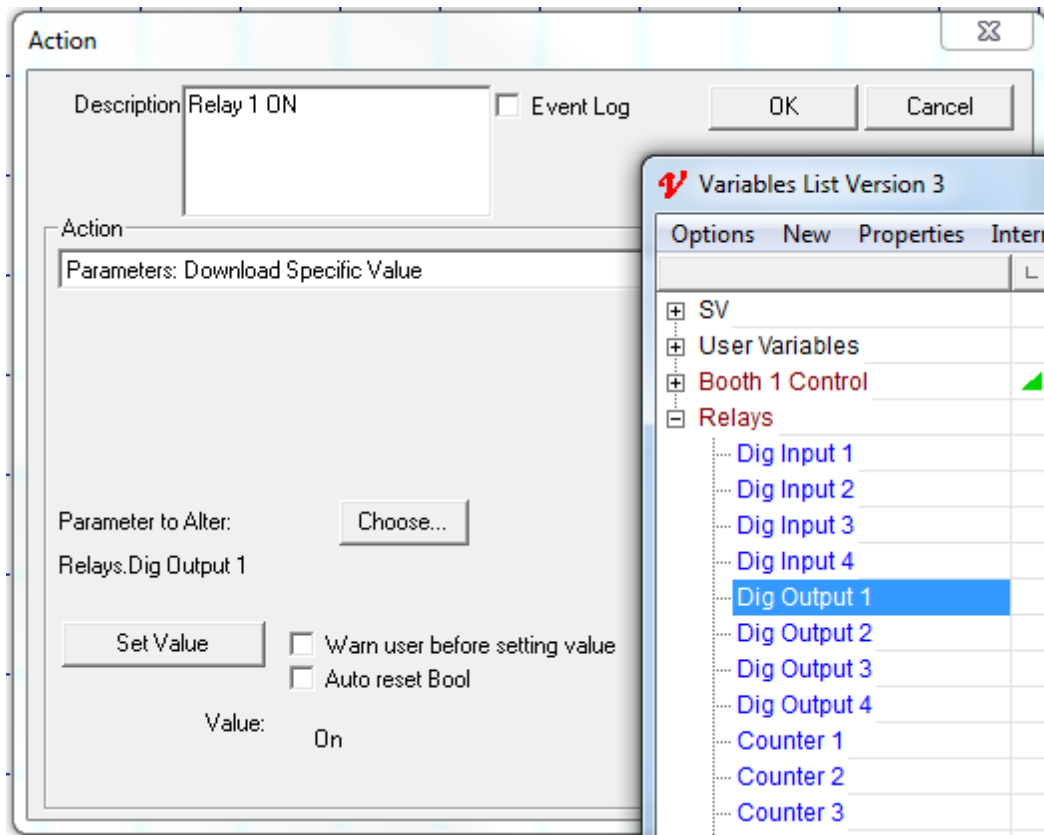 Action
Description Relay 1 ON
Event Log
OK
Cancel
Action
Parameters: Download Specific Value
Parameter to Alter:
Choose...
Relays.Dig Output 1
Set Value
Warn user before setting value
Auto reset Bool
Value:
On
Variables List Version 3
Options New Properties
SV
User Variables
Booth 1 Control
Relays
Dig Input 1
Dig Input 2
Dig Input 3
Dig Input 4
Dig Output 1
Dig Output 2
Dig Output 3
Dig Output 4
Counter 1
Counter 2
Counter 3